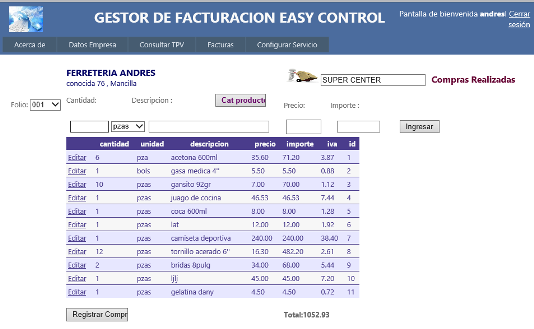 GESTOR DE FACTURACION EASY CONTROL
Pantalla de bienvenida andres! Cerrar sesión
Acerca de Datos Empresa Consultar TPV Facturas Configurar Servicio
FERRETERIA ANDRES
conocida 76 , Mancilla
SUPER CENTER Compras Realizadas
Folio: 001 Cantidad: Descripcion : Cat producto Precio: Importe :
pzas Ingresar
cantidad unidad descripcion precio importe iva id
Editar 6 pza acetona 600ml 35.60 71.20 3.87 1
Editar 1 bols gasa medica 4" 5.50 5.50 0.88 2
Editar 10 pzas gansito 92gr 7.00 70.00 1.12 3
Editar 1 pzas juago de cocina 46.53 46.53 7.44 4
Editar 1 pzas coca 600ml 8.00 8.00 1.28 5
Editar 1 pzas lat 12.00 12.00 1.92 6
Editar 1 pzas camiseta deportiva 240.00 240.00 38.40 7
Editar 12 pzas tornillo acerado 6" 16.30 482.20 2.61 8
Editar 2 pzas bridas 8pulg 34.00 68.00 5.44 9
Editar 1 pzas ljlj 45.00 45.00 7.20 10
Editar 1 pzas gelatina dany 4.50 4.50 0.72 11
Registrar Compr Total:1052.93